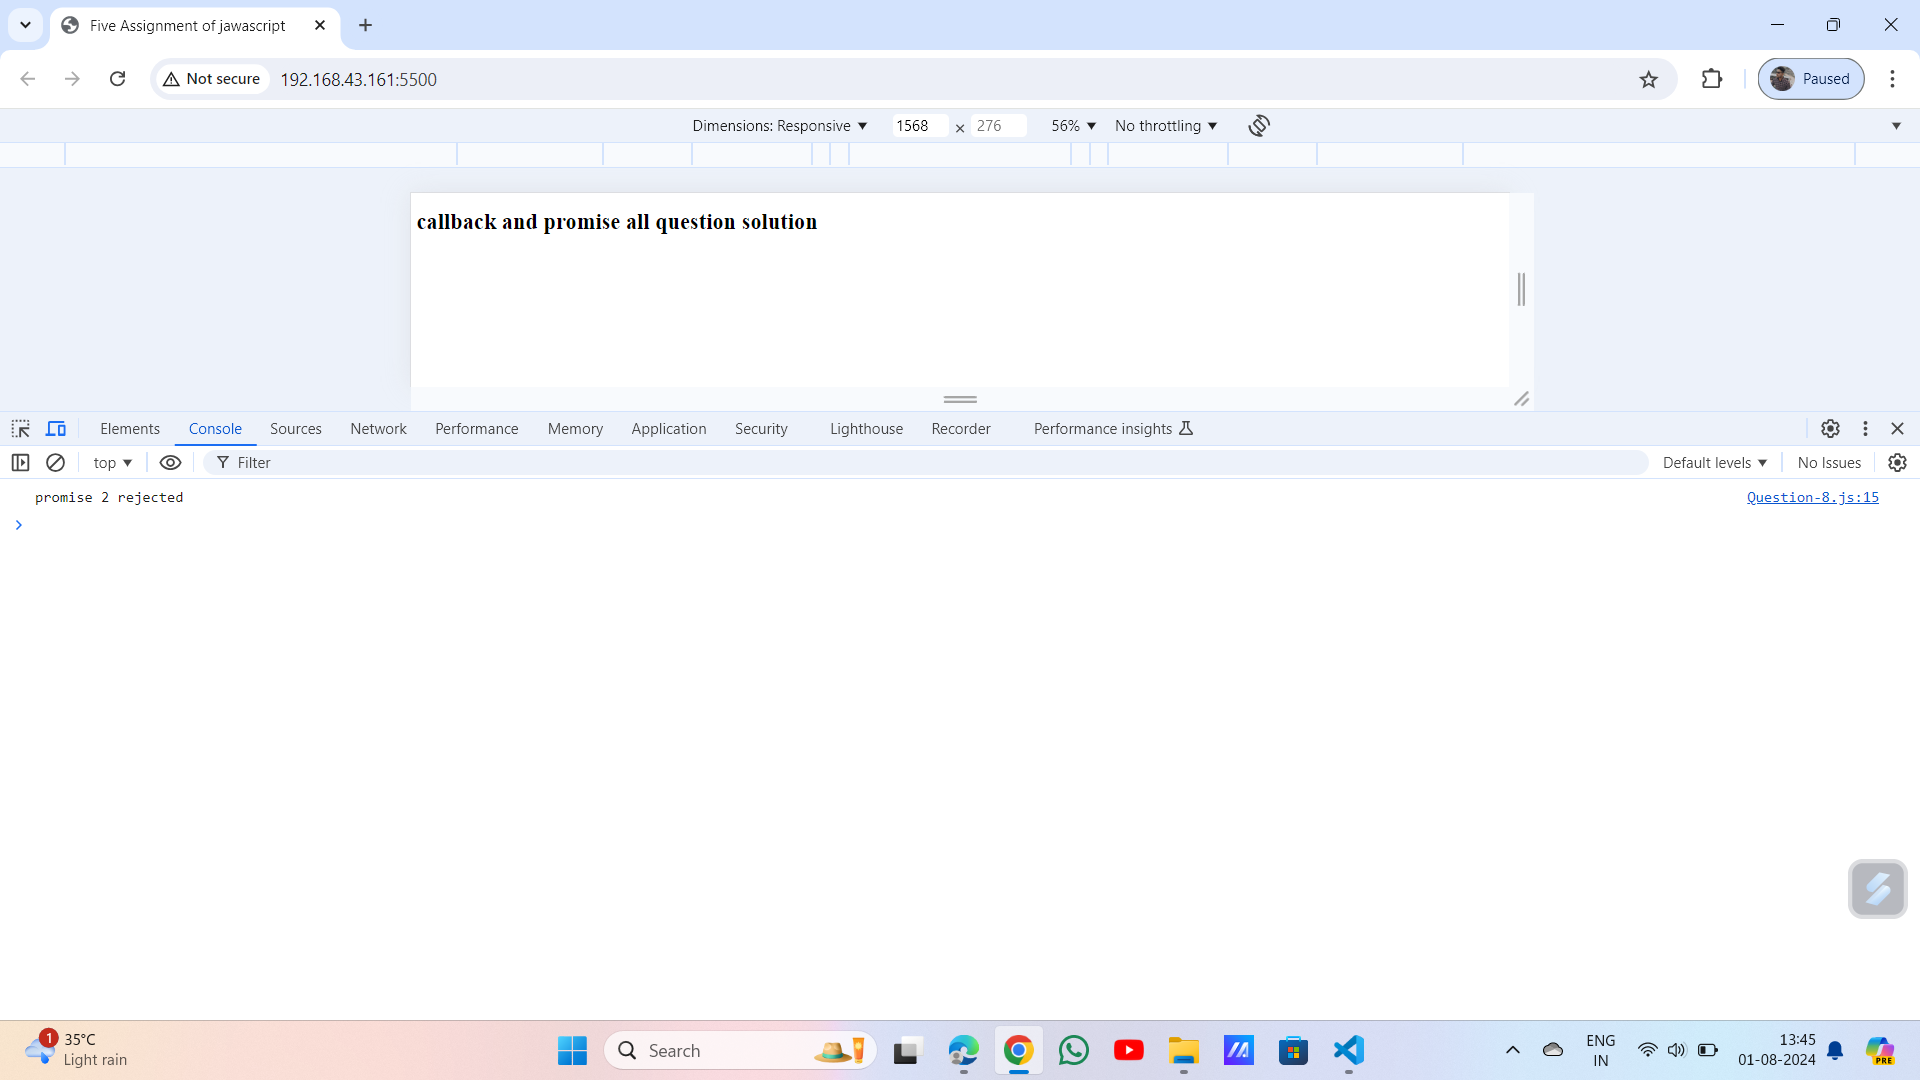 Five Assignment of jawascript
Not secure
192.168.43.161:5500
Paused
Dimensions: Responsive
1568
×
276
56%
No throttling
callback and promise all question solution
Elements
Console
Sources
Network
Performance
Memory
Application
Security
Lighthouse
Recorder
Performance insights
top
Filter
Default levels
No Issues
promise 2 rejected
Question-8.js:15
1
35°C
Light rain
Search
ENG
IN
13:45
01-08-2024
PRE